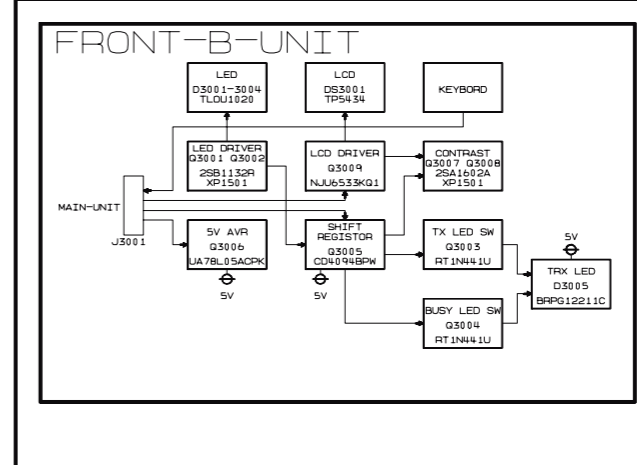 FRONT-B-UNIT
LED
D3001-3004
TLOU1020
LCD
DS3001
TP5434
KEYBORD
LED DRIVER
Q3001 Q3002
2SB1132R
XP1501
LCD DRIVER
Q3009
NJU6533KQ1
CONTRAST
Q3007 Q3008
2SA1602A
XP1501
MAIN-UNIT
J3001
5V AVR
Q3006
UA78L05ACPK
5V
SHIFT
REGISTOR
Q3005
CD4094BPW
5V
TX LED SW
Q3003
RT1N441U
BUSY LED SW
Q3004
RT1N441U
5V
TRX LED
D3005
BRPG12211C